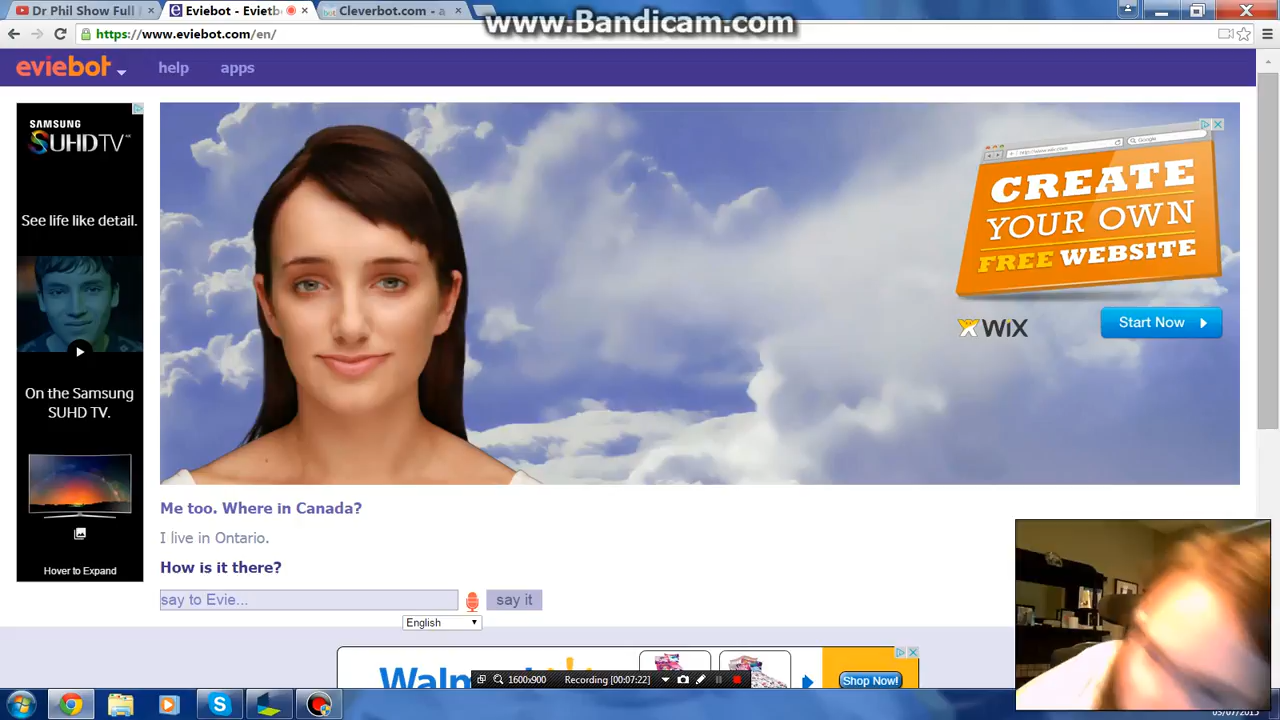 www.Bandicam.com
Dr Phil Show Full
Eviebot - Evietb
Cleverbot.com - a
https://www.eviebot.com/en/
eviebot
help
apps
SAMSUNG
SUHDTV
See life like detail.
On the Samsung
SUHD TV.
Hover to Expand
CREATE
YOUR OWN
FREE WEBSITE
WiX
Start Now
Me too. Where in Canada?
I live in Ontario.
How is it there?
say to Evie...
say it
English
Walm
Shop Now!
1600x900
Recording [00:07:22]